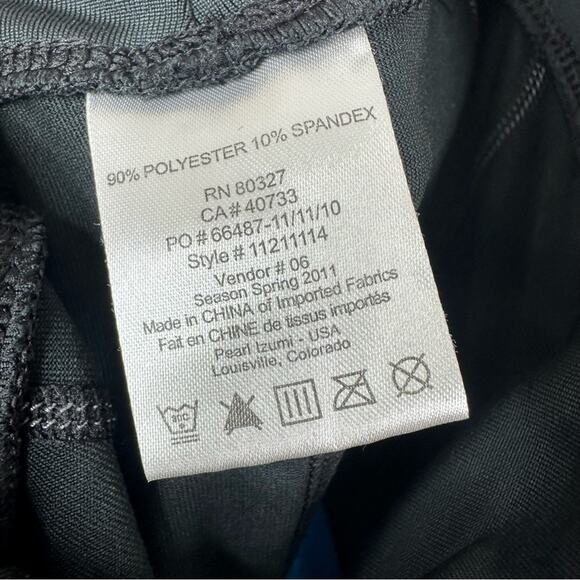 90% POLYESTER 10% SPANDEX
RN 80327
CA # 40733
PO # 66487-11/11/10
Style # 11211114
Vendor # 06
Season Spring 2011
Made in CHINA of Imported Fabrics
Fait en CHINE de tissus importés
Pearl Izumi - USA
Louisville, Colorado